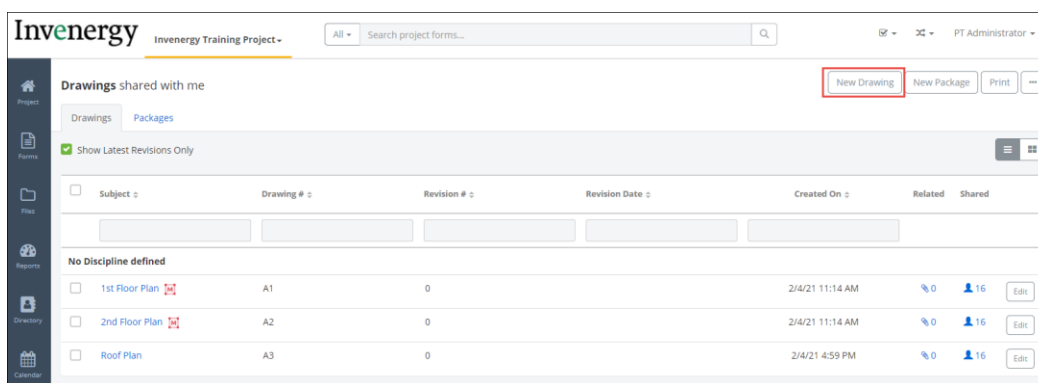 Invenergy Invenergy Training Project All Search project forms... PT Administrator
Drawings shared with me New Drawing New Package Print ...
Project
Drawings Packages
Show Latest Revisions Only
Forms
Subject Drawing # Revision # Revision Date Created On Related Shared
Files
No Discipline defined
Reports
1st Floor Plan M A1 0 2/4/21 11:14 AM 0 16 Edit
Directory
2nd Floor Plan M A2 0 2/4/21 11:14 AM 0 16 Edit
Roof Plan A3 0 2/4/21 4:59 PM 0 16 Edit
Calendar